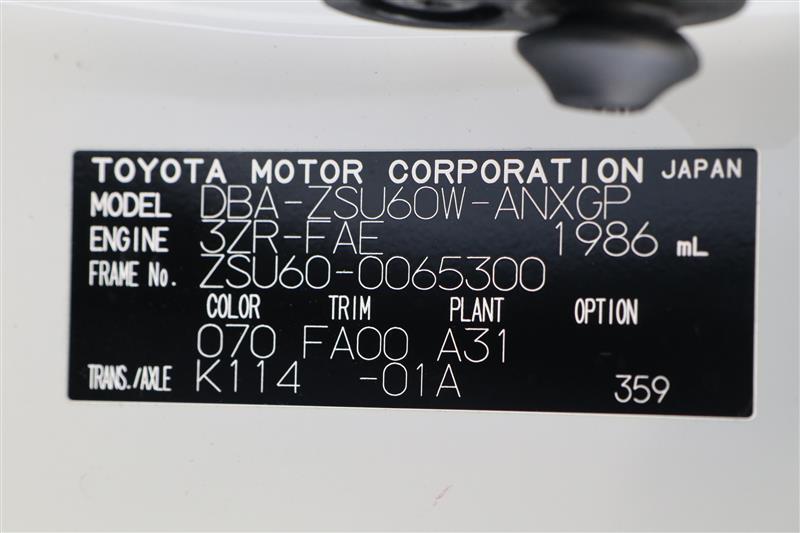 TOYOTA MOTOR CORPORATION JAPAN
MODEL DBA-ZSU60W-ANXGP
ENGINE 3ZR-FAE 1986 mL
FRAME No. ZSU60-0065300
COLOR TRIM PLANT OPTION
070 FA00 A31
TRANS./AXLE K114 -01A 359